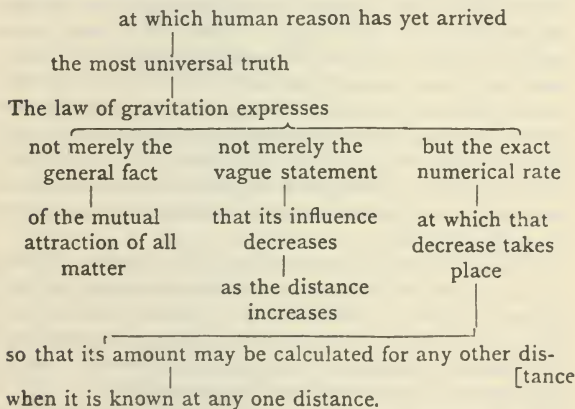 at which human reason has yet arrived
the most universal truth
The law of gravitation expresses
not merely the
general fact
of the mutual
attraction of all
matter
not merely the
vague statement
that its influence
decreases
as the distance
increases
but the exact
numerical rate
at which that
decrease takes
place
so that its amount may be calculated for any other dis-
[tance
when it is known at any one distance.